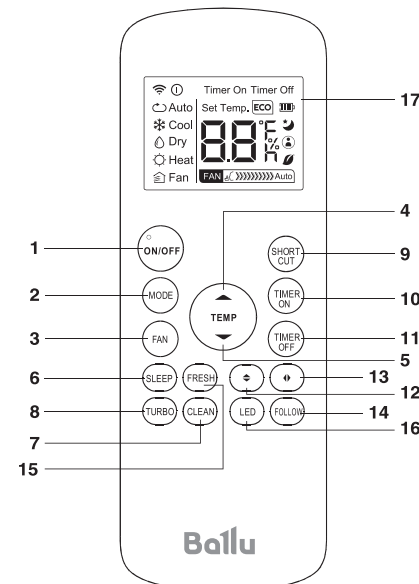 Timer On Timer Off
Auto Set Temp. ECO
Cool 88 °F
Dry %
Heat h
Fan FAN Auto
17
4
1 ON/OFF SHORT CUT 9
2 MODE TEMP TIMER ON 10
3 FAN TIMER OFF 11
5
6 SLEEP FRESH 13
12
8 TURBO CLEAN LED FOLLOW 14
7 16
15
Ballu